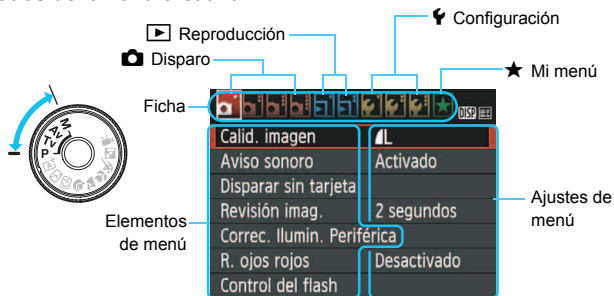 Configuración
Reproducción
Disparo
Mi menú
Ficha
DISP
Calid. imagen L
Aviso sonoro Activado
Disparar sin tarjeta
Revisión imag. 2 segundos
Correc. Ilumin. Periférica
R. ojos rojos Desactivado
Control del flash
Elementos
de menú
Ajustes de
menú
M
Av
Tv
P